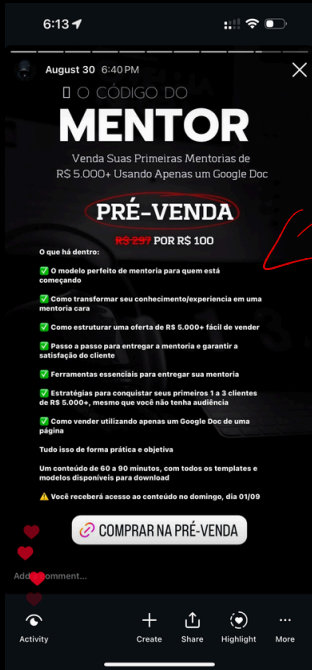 6:13
August 30 6:40 PM
O CÓDIGO DO
MENTOR
Venda Suas Primeiras Mentorias de
R$ 5.000+ Usando Apenas um Google Doc
PRÉ-VENDA
R$ 297 POR R$ 100
O que há dentro:
✅ O modelo perfeito de mentoria para quem está
começando
✅ Como transformar seu conhecimento/experiencia em uma
mentoria cara
✅ Como estruturar uma oferta de R$ 5.000+ fácil de vender
✅ Passo a passo para entregar a mentoria e garantir a
satisfação do cliente
✅ Ferramentas essenciais para entregar sua mentoria
✅ Estratégias para conquistar seus primeiros 1 a 3 clientes
de R$ 5.000+, mesmo que você não tenha audiência
✅ Como vender utilizando apenas um Google Doc de uma
página
Tudo isso de forma prática e objetiva
Um conteúdo de 60 a 90 minutos, com todos os templates e
modelos disponíveis para download
⚠️ Você receberá acesso ao conteúdo no domingo, dia 01/09
COMPRAR NA PRÉ-VENDA
Add comment...
Activity
Create
Share
Highlight
More